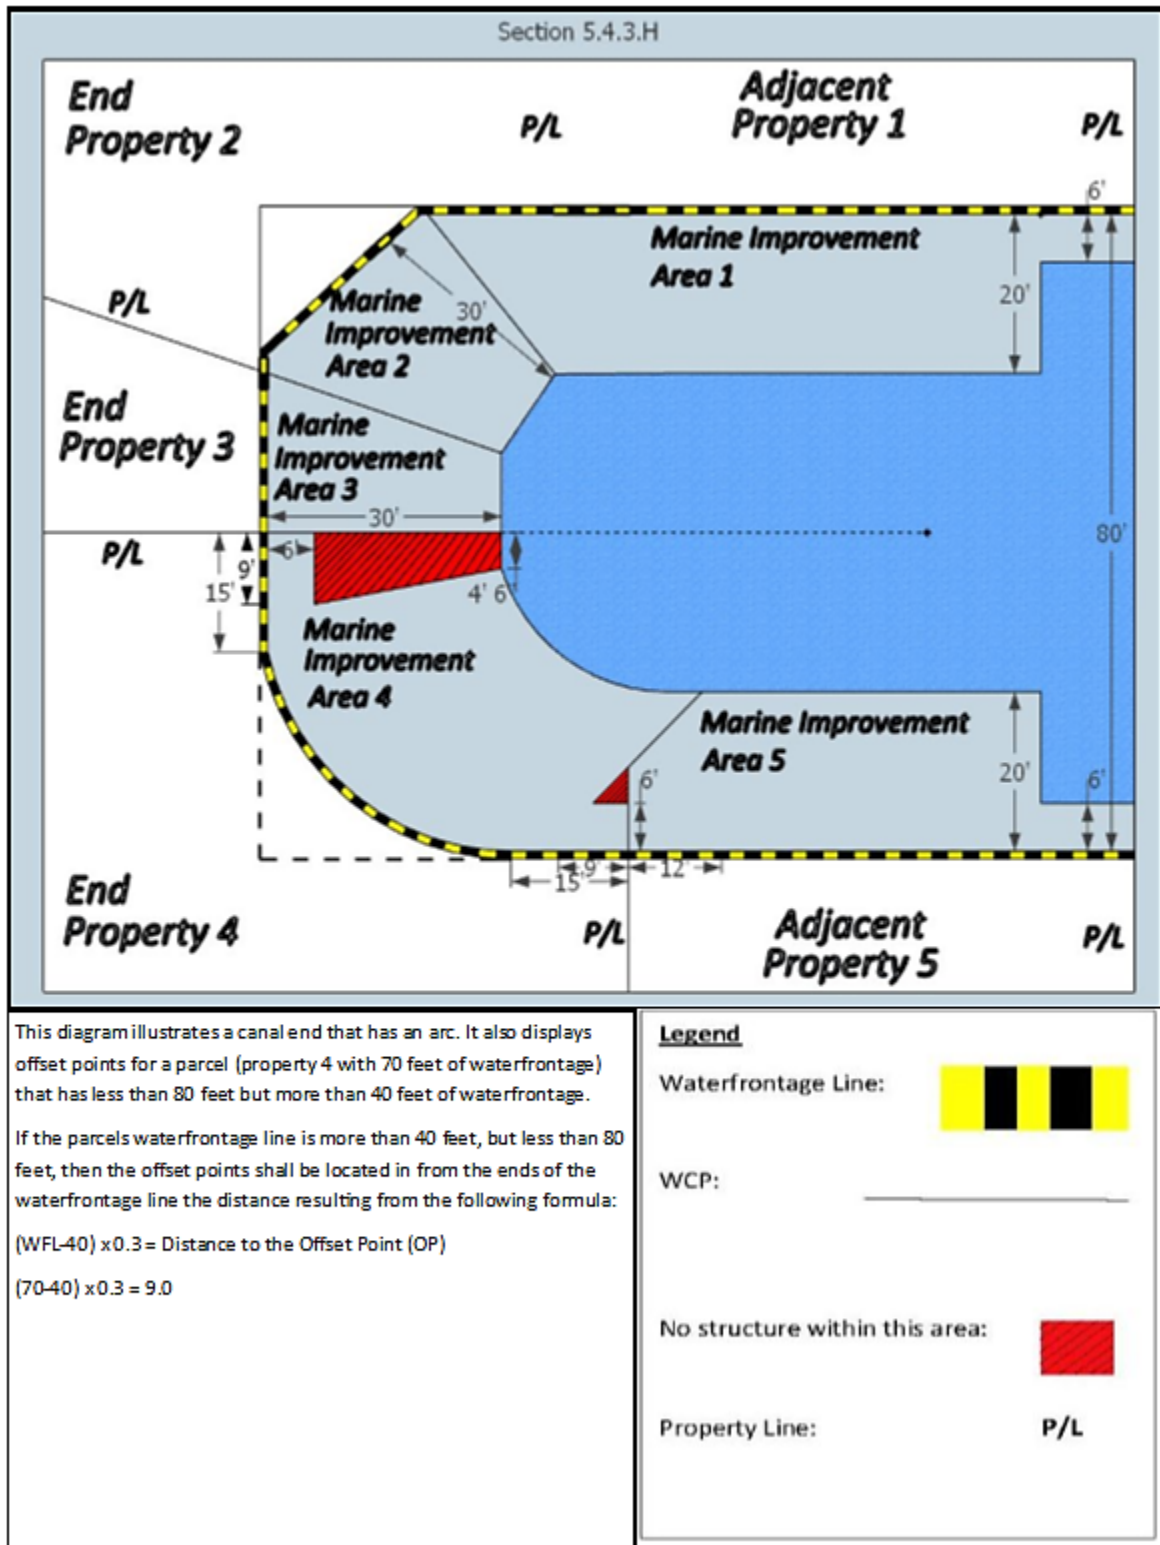 Section 5.4.3.H
End
Property 2
P/L
Adjacent
Property 1
P/L
6'
Marine Improvement
Area 1
20'
P/L
Marine
Improvement
Area 2
30'
End
Property 3
Marine
Improvement
Area 3
30'
P/L
6'
9'
15'
4' 6"
80'
Marine
Improvement
Area 4
Marine Improvement
Area 5
6'
20'
6'
9'
12'
15'
End
Property 4
P/L
Adjacent
Property 5
P/L
This diagram illustrates a canal end that has an arc. It also displays
offset points for a parcel (property 4 with 70 feet of waterfrontage)
that has less than 80 feet but more than 40 feet of waterfrontage.
If the parcels waterfrontage line is more than 40 feet, but less than 80
feet, then the offset points shall be located in from the ends of the
waterfrontage line the distance resulting from the following formula:
(WFL-40) x 0.3 = Distance to the Offset Point (OP)
(70-40) x 0.3 = 9.0
Legend
Waterfrontage Line:
WCP:
No structure within this area:
Property Line:
P/L